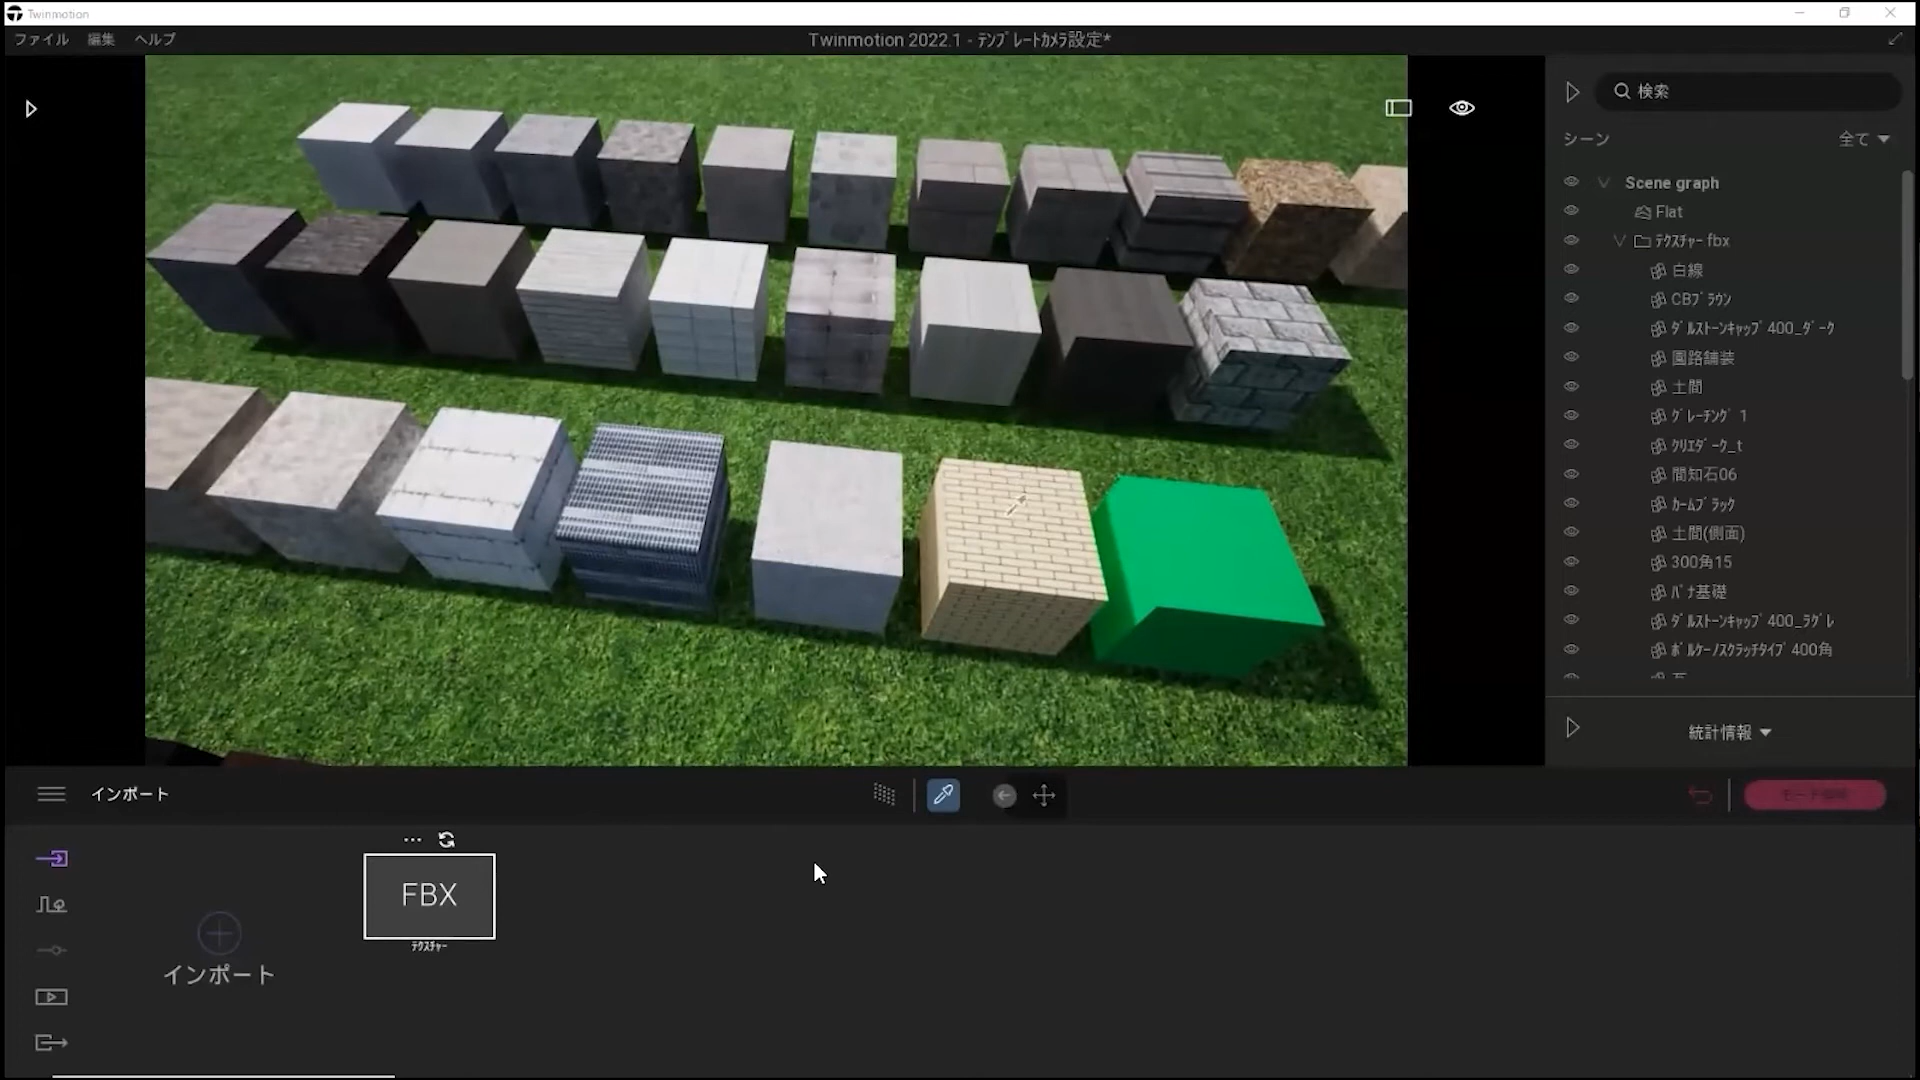 Twinmotion
ファイル 編集 ヘルプ
Twinmotion 2022.1 - ﾃﾝﾌﾟﾚｰﾄｶﾒﾗ設定*
検索
シーン 全て
Scene graph
Flat
ﾃｸｽﾁｬｰ fbx
白線
CBﾌﾞﾗｳﾝ
ﾀﾞﾙｽﾄｰﾝｷｬｯﾌﾟ400_ﾀﾞｰｸ
園路舗装
土間
ｸﾞﾚｰﾁﾝｸﾞ1
ｸﾘｴﾀﾞｰｸ_t
間知石06
ｶｰﾑﾌﾞﾗｯｸ
土間(側面)
300角15
ﾊﾞﾅ基礎
ﾀﾞﾙｽﾄｰﾝｷｬｯﾌﾟ400_ﾗｸﾞﾚ
ﾎﾞﾙｹｰﾉｽｸﾗｯﾁﾀｲﾌﾟ400角
統計情報
インポート
FBX
ﾃｸｽﾁｬｰ
インポート